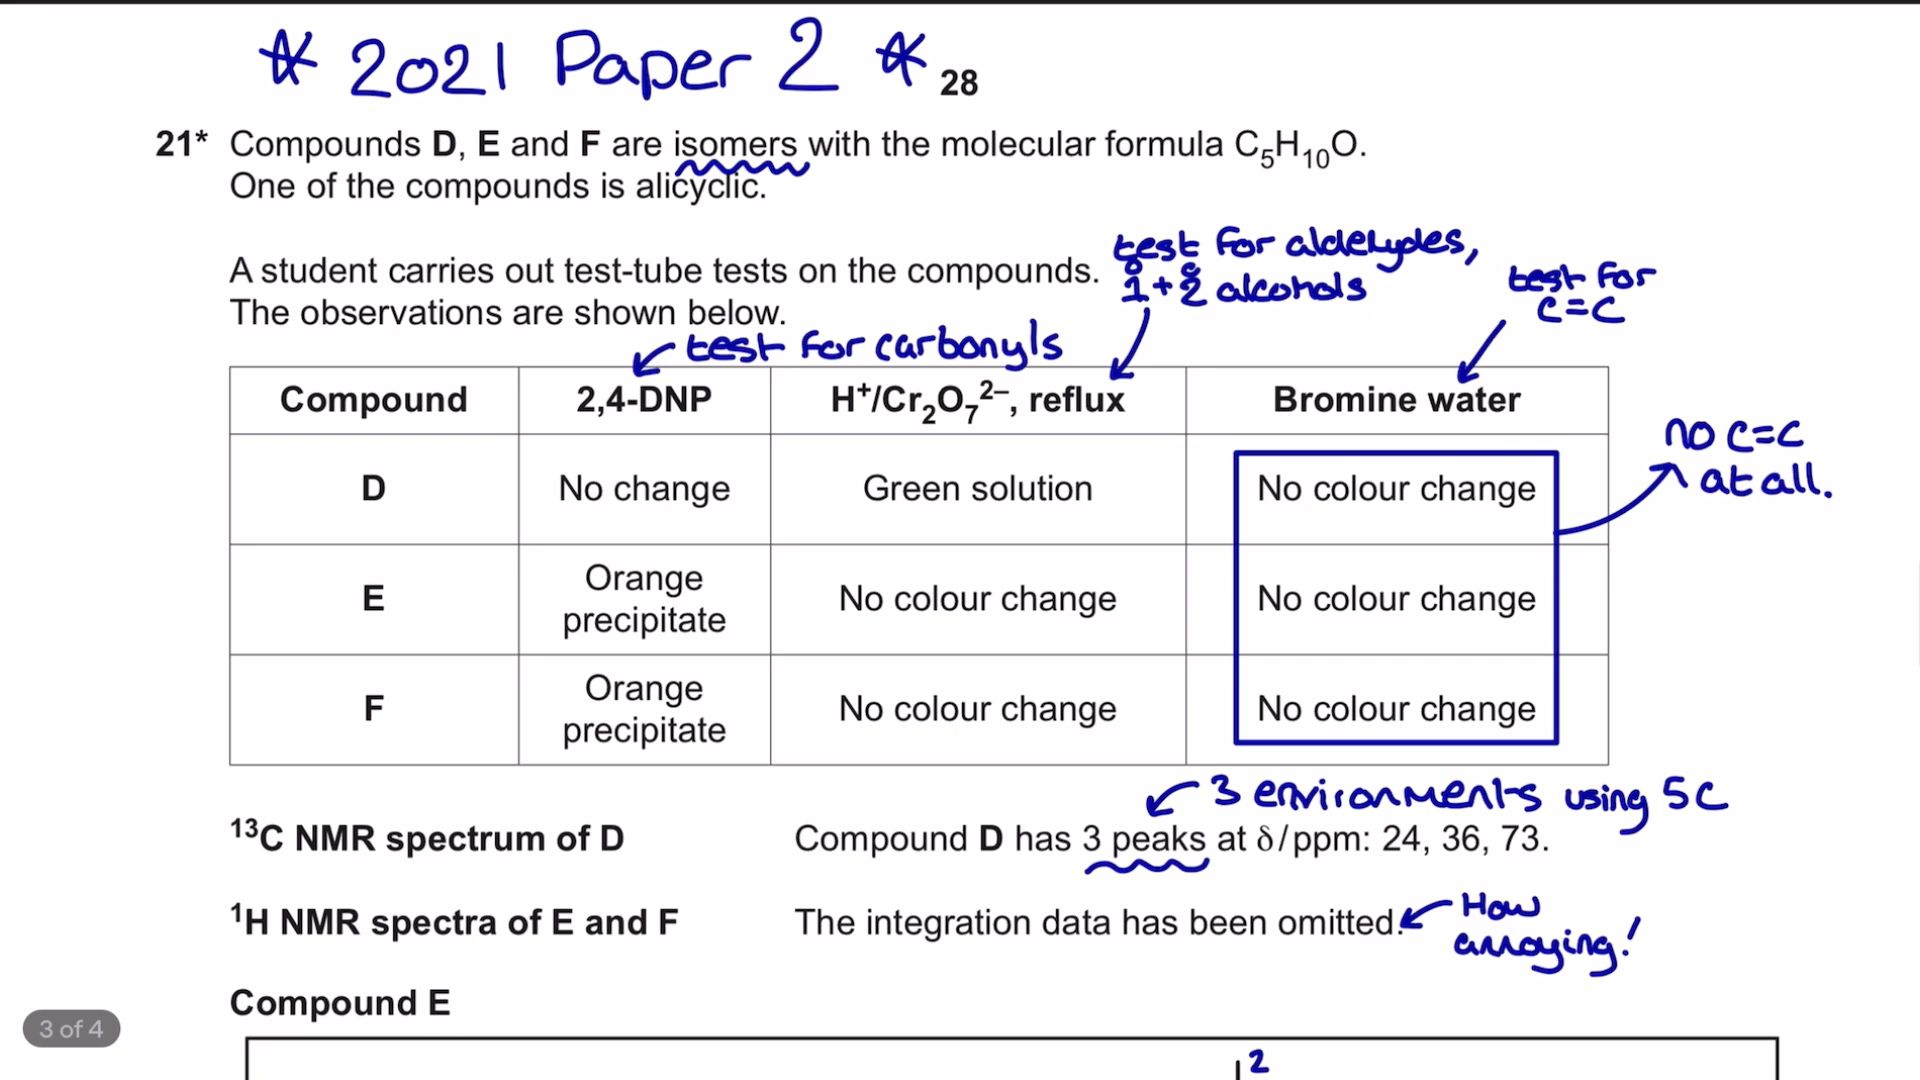 * 2021 Paper 2 *
28
21* Compounds D, E and F are isomers with the molecular formula C₅H₁₀O.
One of the compounds is alicyclic.
test for aldehydes,
1° + 2° alcohols
test for
C=C
A student carries out test-tube tests on the compounds.
The observations are shown below.
test for carbonyls
Compound 2,4-DNP H⁺/Cr₂O₇²⁻, reflux Bromine water
no C=C
at all.
D No change Green solution No colour change
E Orange precipitate No colour change No colour change
F Orange precipitate No colour change No colour change
3 environments using 5C
¹³C NMR spectrum of D Compound D has 3 peaks at δ/ppm: 24, 36, 73.
¹H NMR spectra of E and F The integration data has been omitted.
How
annoying!
Compound E
3 of 4
2